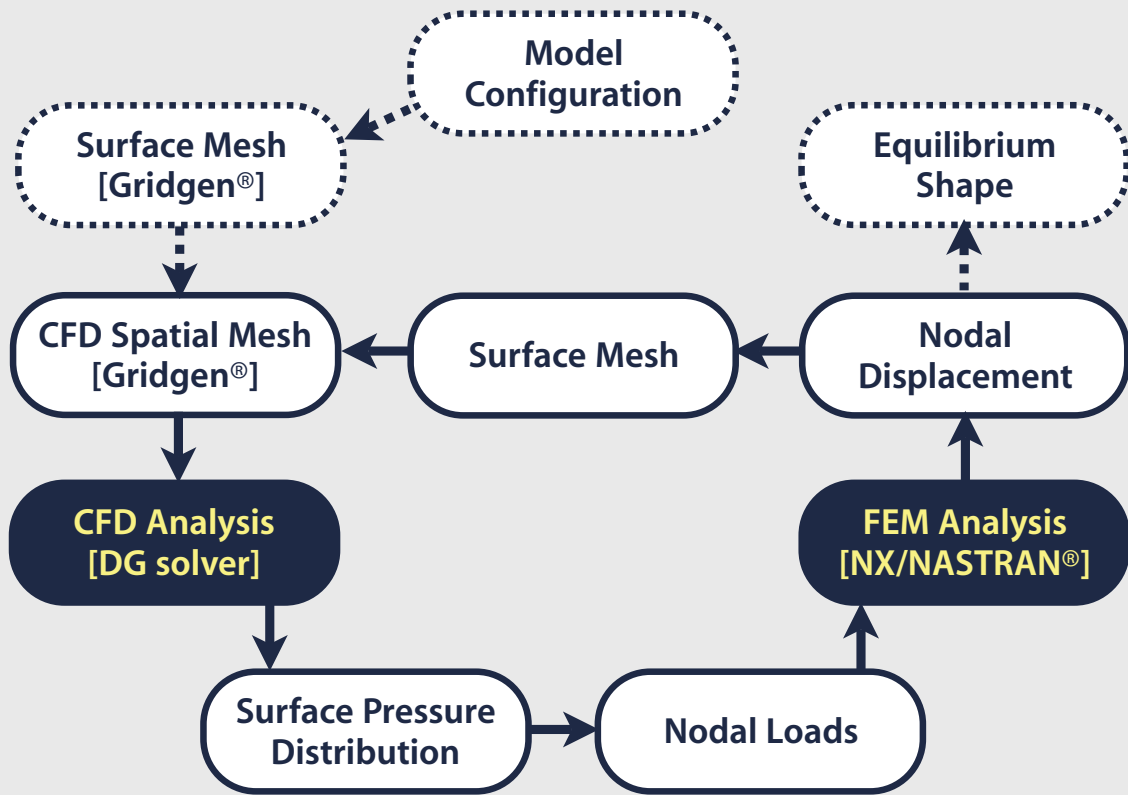 Model
Configuration
Surface Mesh
[Gridgen®]
Equilibrium
Shape
CFD Spatial Mesh
[Gridgen®]
Surface Mesh
Nodal
Displacement
CFD Analysis
[DG solver]
FEM Analysis
[NX/NASTRAN®]
Surface Pressure
Distribution
Nodal Loads